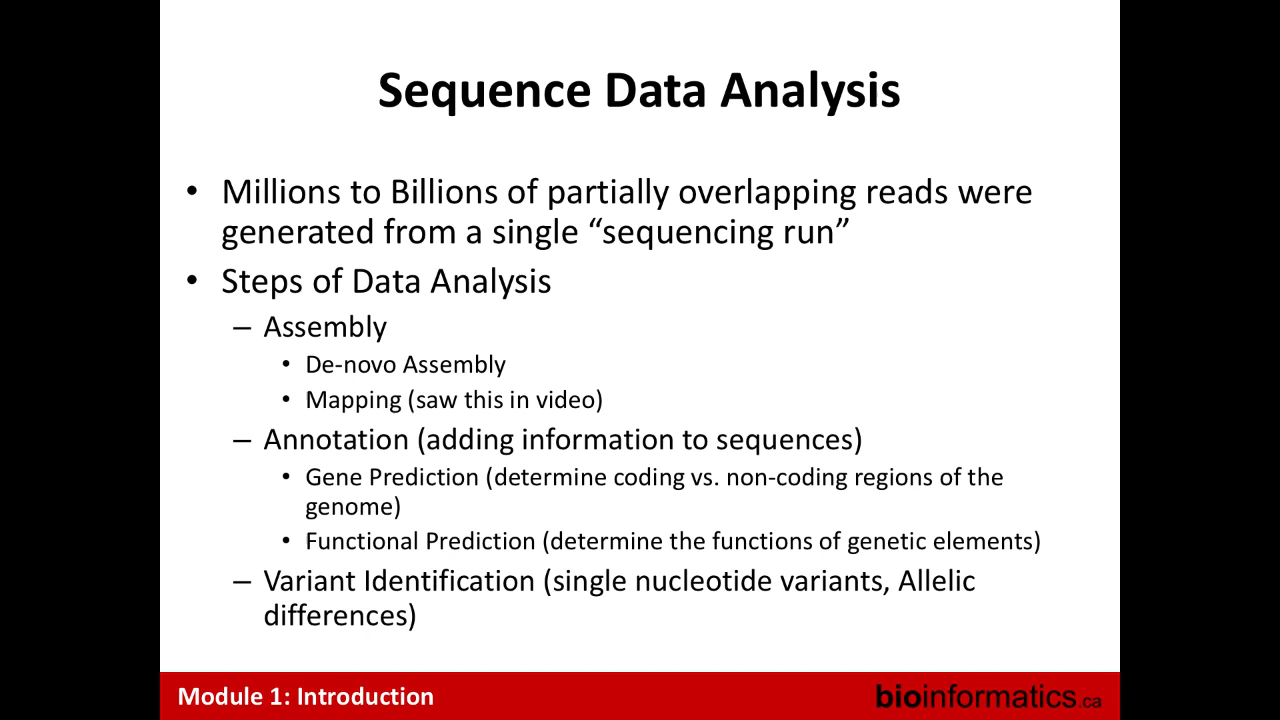 Sequence Data Analysis
• Millions to Billions of partially overlapping reads were
generated from a single “sequencing run”
• Steps of Data Analysis
– Assembly
• De-novo Assembly
• Mapping (saw this in video)
– Annotation (adding information to sequences)
• Gene Prediction (determine coding vs. non-coding regions of the
genome)
• Functional Prediction (determine the functions of genetic elements)
– Variant Identification (single nucleotide variants, Allelic
differences)
Module 1: Introduction
bioinformatics.ca